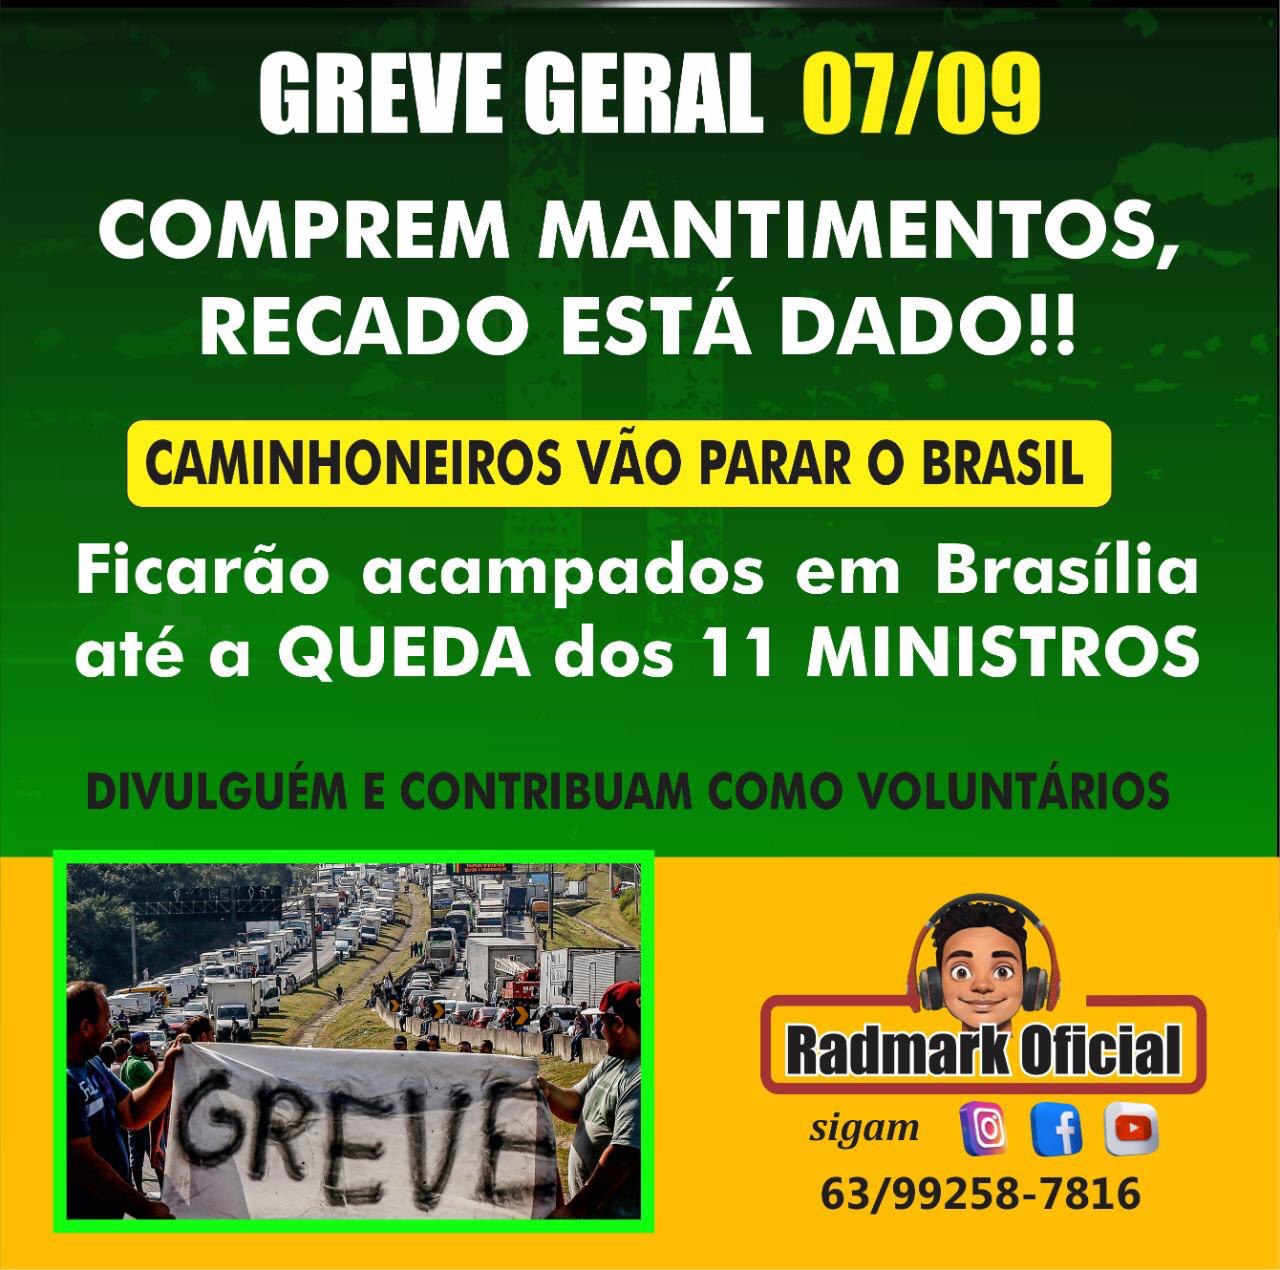 GREVE GERAL 07/09
COMPREM MANTIMENTOS,
RECADO ESTÁ DADO!!
CAMINHONEIROS VÃO PARAR O BRASIL
Ficarão acampados em Brasília
até a QUEDA dos 11 MINISTROS
DIVULGUÉM E CONTRIBUAM COMO VOLUNTÁRIOS
GREVE
Radmark Oficial
sigam
63/99258-7816